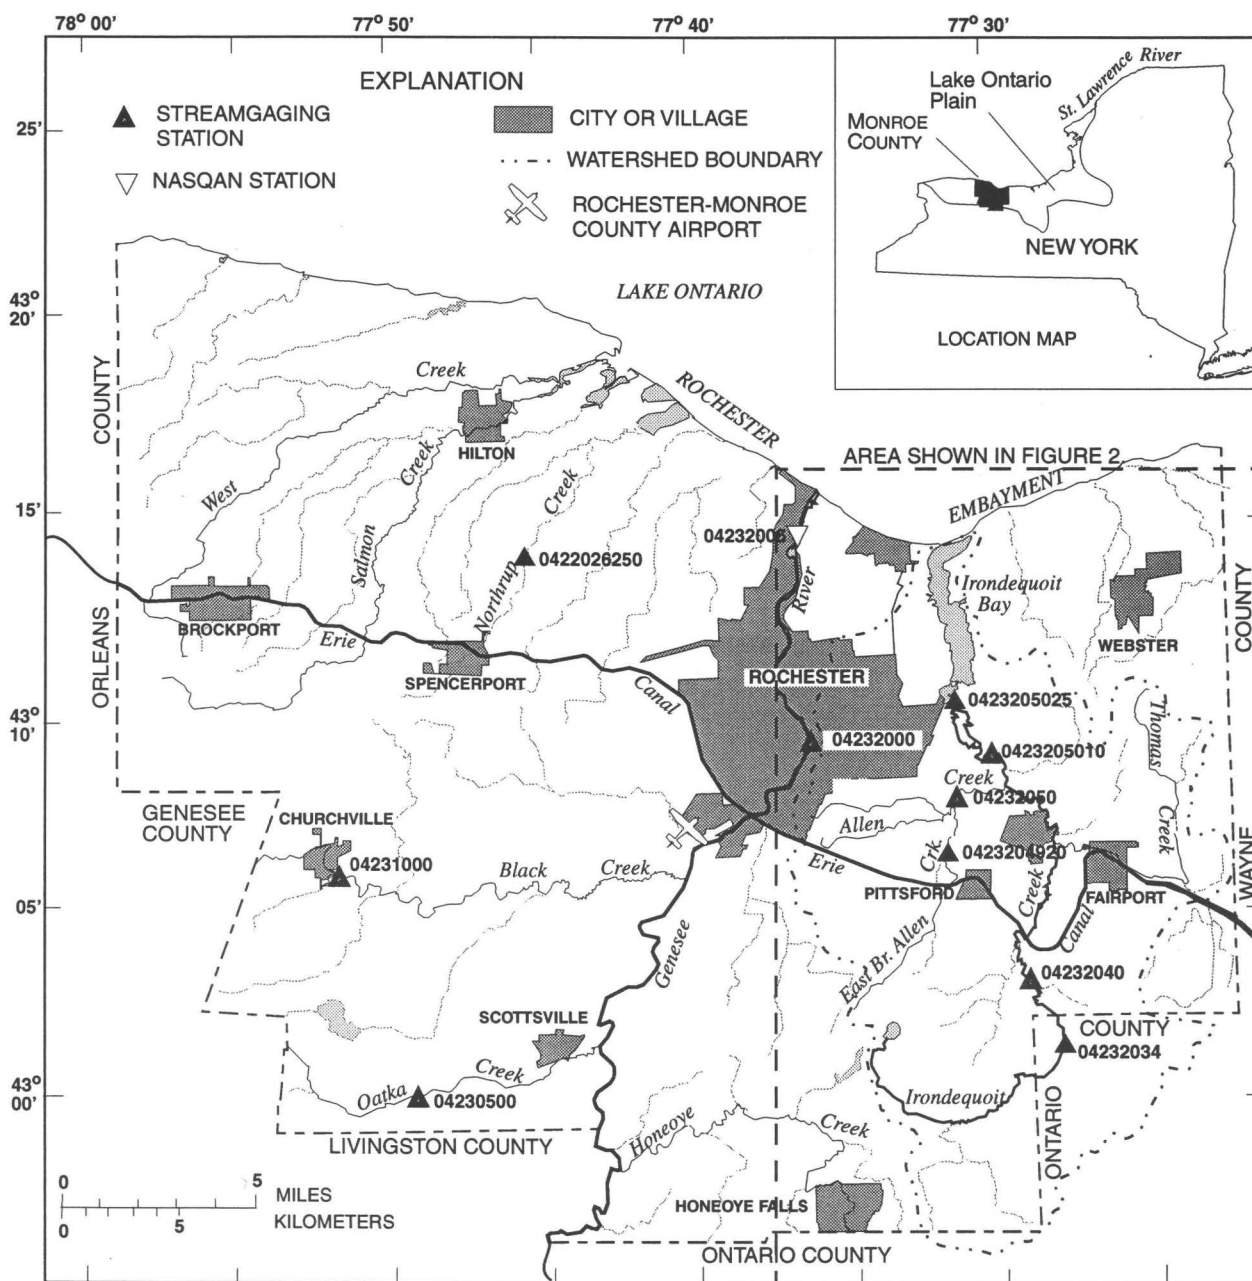 78° 00'
77° 50'
77° 40'
77° 30'
EXPLANATION
STREAMGAGING
STATION
NASQAN STATION
CITY OR VILLAGE
WATERSHED BOUNDARY
ROCHESTER-MONROE
COUNTY AIRPORT
St. Lawrence River
Lake Ontario
Plain
MONROE
COUNTY
NEW YORK
LOCATION MAP
25'
43°
20'
15'
43°
10'
05'
43°
00'
LAKE ONTARIO
ROCHESTER
EMBAYMENT
AREA SHOWN IN FIGURE 2
ORLEANS
COUNTY
West
Creek
HILTON
Salmon
Creek
Northrup
Creek
0422026250
04232006
River
Irondequoit
Bay
WEBSTER
COUNTY
WAYNE
BROCKPORT
Erie
SPENCERPORT
Canal
ROCHESTER
04232000
0423205025
0423205010
Thomas
Creek
Creek
04232050
Allen
Crk
0423204920
GENESEE
COUNTY
CHURCHVILLE
04231000
Black
Creek
Erie
PITTSFORD
Creek
FAIRPORT
Canal
Genesee
East Br. Allen
04232040
COUNTY
04232034
SCOTTSVILLE
Oatka
Creek
04230500
Irondequoit
ONTARIO
LIVINGSTON COUNTY
Honeoye
Creek
HONEOYE FALLS
ONTARIO COUNTY
0
5
MILES
KILOMETERS
0
5